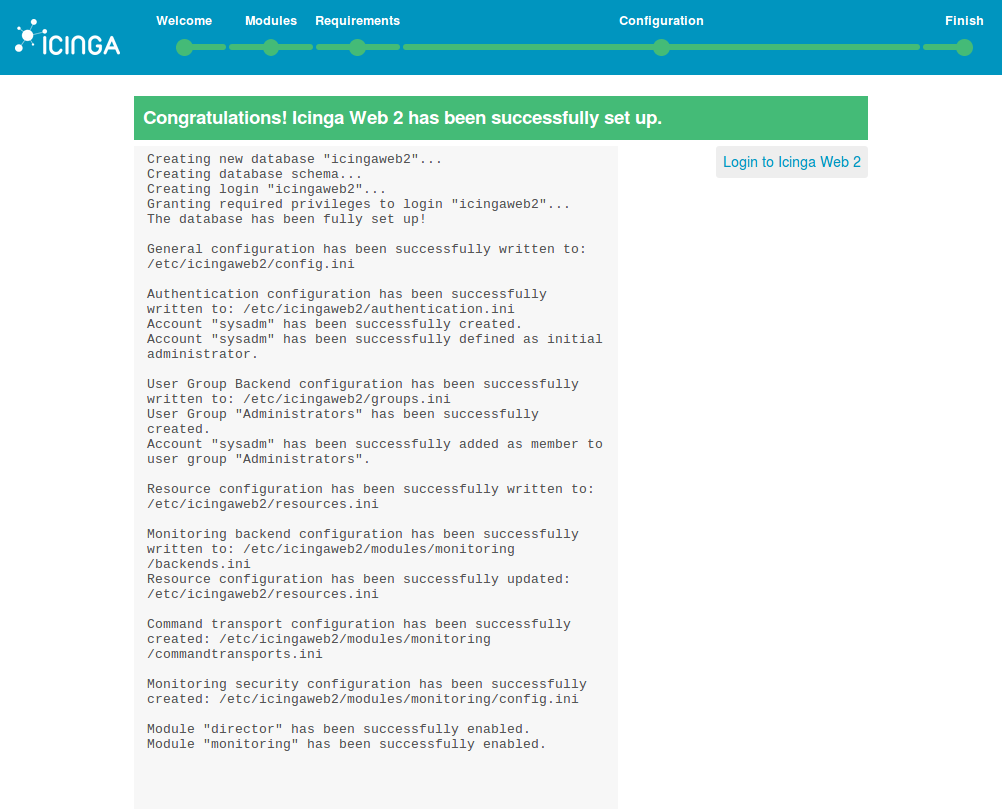 ICINGA
Welcome
Modules
Requirements
Configuration
Finish
Congratulations! Icinga Web 2 has been successfully set up.
Login to Icinga Web 2
Creating new database "icingaweb2"...
Creating database schema...
Creating login "icingaweb2"...
Granting required privileges to login "icingaweb2"...
The database has been fully set up!
General configuration has been successfully written to:
/etc/icingaweb2/config.ini
Authentication configuration has been successfully
written to: /etc/icingaweb2/authentication.ini
Account "sysadm" has been successfully created.
Account "sysadm" has been successfully defined as initial
administrator.
User Group Backend configuration has been successfully
written to: /etc/icingaweb2/groups.ini
User Group "Administrators" has been successfully
created.
Account "sysadm" has been successfully added as member to
user group "Administrators".
Resource configuration has been successfully written to:
/etc/icingaweb2/resources.ini
Monitoring backend configuration has been successfully
written to: /etc/icingaweb2/modules/monitoring
/backends.ini
Resource configuration has been successfully updated:
/etc/icingaweb2/resources.ini
Command transport configuration has been successfully
created: /etc/icingaweb2/modules/monitoring
/commandtransports.ini
Monitoring security configuration has been successfully
created: /etc/icingaweb2/modules/monitoring/config.ini
Module "director" has been successfully enabled.
Module "monitoring" has been successfully enabled.